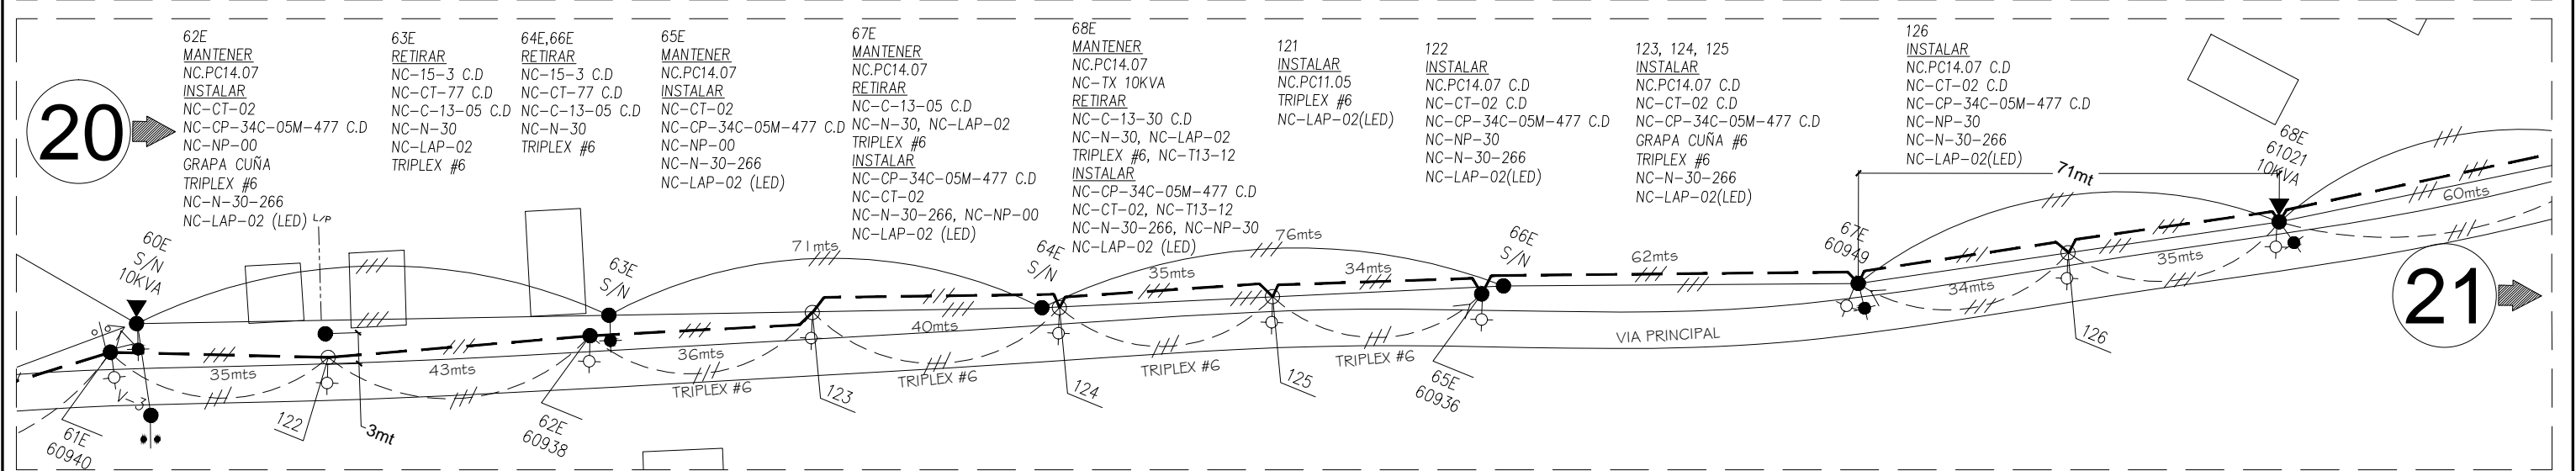 20
62E
MANTENER
NC.PC14.07
INSTALAR
NC-CT-02
NC-CP-34C-05M-477 C.D
NC-NP-00
GRAPA CUÑA
TRIPLEX #6
NC-N-30-266
NC-LAP-02 (LED)
63E
RETIRAR
NC-15-3 C.D
NC-CT-77 C.D
NC-C-13-05 C.D
NC-N-30
NC-LAP-02
TRIPLEX #6
64E,66E
RETIRAR
NC-15-3 C.D
NC-CT-77 C.D
NC-C-13-05 C.D
NC-N-30
TRIPLEX #6
65E
MANTENER
NC.PC14.07
INSTALAR
NC-CT-02
NC-CP-34C-05M-477 C.D
NC-NP-00
NC-N-30-266
NC-LAP-02 (LED)
67E
MANTENER
NC.PC14.07
RETIRAR
NC-C-13-05 C.D
NC-N-30, NC-LAP-02
TRIPLEX #6
INSTALAR
NC-CP-34C-05M-477 C.D
NC-CT-02
NC-N-30-266, NC-NP-00
NC-LAP-02 (LED)
68E
MANTENER
NC.PC14.07
NC-TX 10KVA
RETIRAR
NC-C-13-30 C.D
NC-N-30, NC-LAP-02
TRIPLEX #6, NC-T13-12
INSTALAR
NC-CP-34C-05M-477 C.D
NC-CT-02, NC-T13-12
NC-N-30-266, NC-NP-30
NC-LAP-02 (LED)
121
INSTALAR
NC.PC11.05
TRIPLEX #6
NC-LAP-02(LED)
122
INSTALAR
NC.PC14.07 C.D
NC-CT-02 C.D
NC-CP-34C-05M-477 C.D
NC-NP-30
NC-N-30-266
NC-LAP-02(LED)
123, 124, 125
INSTALAR
NC.PC14.07 C.D
NC-CT-02 C.D
NC-CP-34C-05M-477 C.D
GRAPA CUÑA #6
TRIPLEX #6
NC-N-30-266
NC-LAP-02(LED)
126
INSTALAR
NC.PC14.07 C.D
NC-CT-02 C.D
NC-CP-34C-05M-477 C.D
NC-NP-30
NC-N-30-266
NC-LAP-02(LED)
60E
S/N
10KVA
L/P
63E
S/N
71mts
64E
S/N
76mts
66E
S/N
62mts
67E
60949
71mt
68E
61021
10KVA
60mts
35mts
43mts
36mts
40mts
35mts
34mts
34mts
35mts
V-3
61E
60940
122
3mt
62E
60938
TRIPLEX #6
123
TRIPLEX #6
124
TRIPLEX #6
125
TRIPLEX #6
65E
60936
VIA PRINCIPAL
126
21